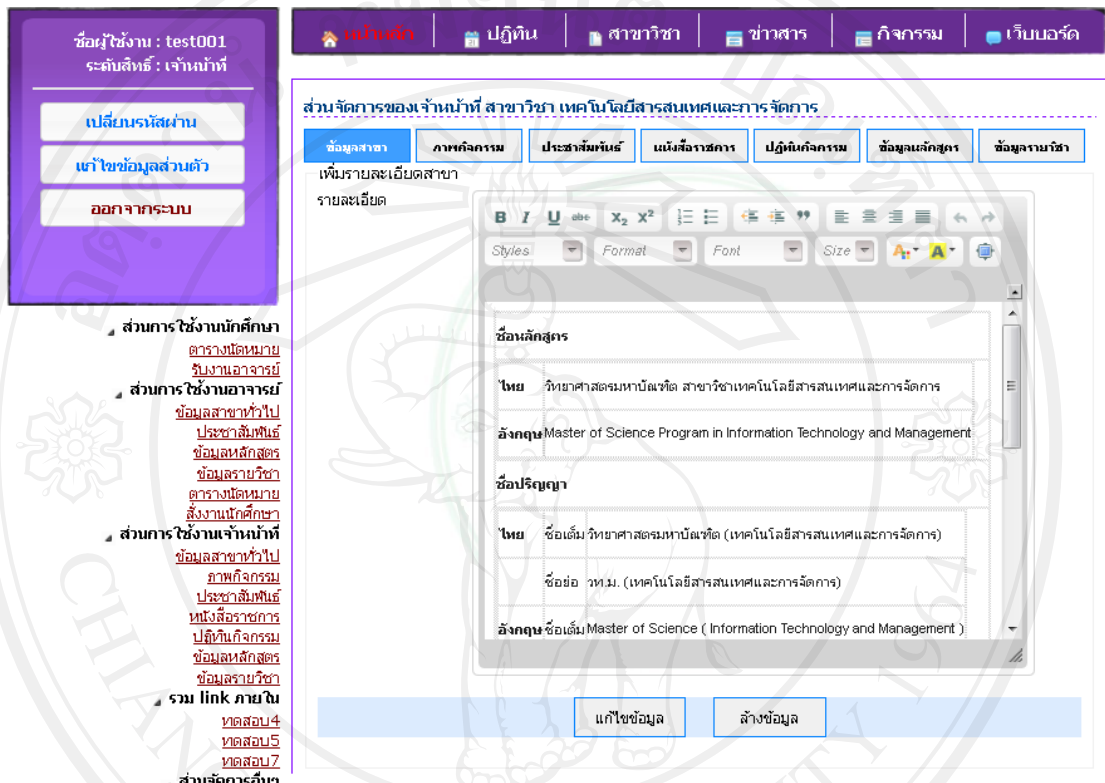 ชื่อผู้ใช้งาน : test001
ระดับสิทธิ์ : เจ้าหน้าที่
เปลี่ยนรหัสผ่าน
แก้ไขข้อมูลส่วนตัว
ออกจากระบบ
ส่วนการใช้งานนักศึกษา
ตารางนัดหมาย
รับงานอาจารย์
ส่วนการใช้งานอาจารย์
ข้อมูลสาขาทั่วไป
ประชาสัมพันธ์
ข้อมูลหลักสูตร
ข้อมูลรายวิชา
ตารางนัดหมาย
สั่งงานนักศึกษา
ส่วนการใช้งานเจ้าหน้าที่
ข้อมูลสาขาทั่วไป
ภาพกิจกรรม
ประชาสัมพันธ์
หนังสือราชการ
ปฏิทินกิจกรรม
ข้อมูลหลักสูตร
ข้อมูลรายวิชา
รวม link ภายใน
ทดสอบ4
ทดสอบ5
ทดสอบ7
ส่วนจัดการอื่นๆ
หน้าหลัก ปฏิทิน สาขาวิชา ข่าวสาร กิจกรรม เว็บบอร์ด
ส่วนจัดการของเจ้าหน้าที่ สาขาวิชา เทคโนโลยีสารสนเทศและการจัดการ
ข้อมูลสาขา ภาพกิจกรรม ประชาสัมพันธ์ หนังสือราชการ ปฏิทินกิจกรรม ข้อมูลหลักสูตร ข้อมูลรายวิชา
เพิ่มรายละเอียดสาขา
รายละเอียด
B I U abc X₂ X²
Styles Format Font Size A A
ชื่อหลักสูตร
ไทย วิทยาศาสตรมหาบัณฑิต สาขาวิชาเทคโนโลยีสารสนเทศและการจัดการ
อังกฤษ Master of Science Program in Information Technology and Management
ชื่อปริญญา
ไทย ชื่อเต็ม วิทยาศาสตรมหาบัณฑิต (เทคโนโลยีสารสนเทศและการจัดการ)
ชื่อย่อ วท.ม. (เทคโนโลยีสารสนเทศและการจัดการ)
อังกฤษ ชื่อเต็ม Master of Science ( Information Technology and Management )
แก้ไขข้อมูล ล้างข้อมูล